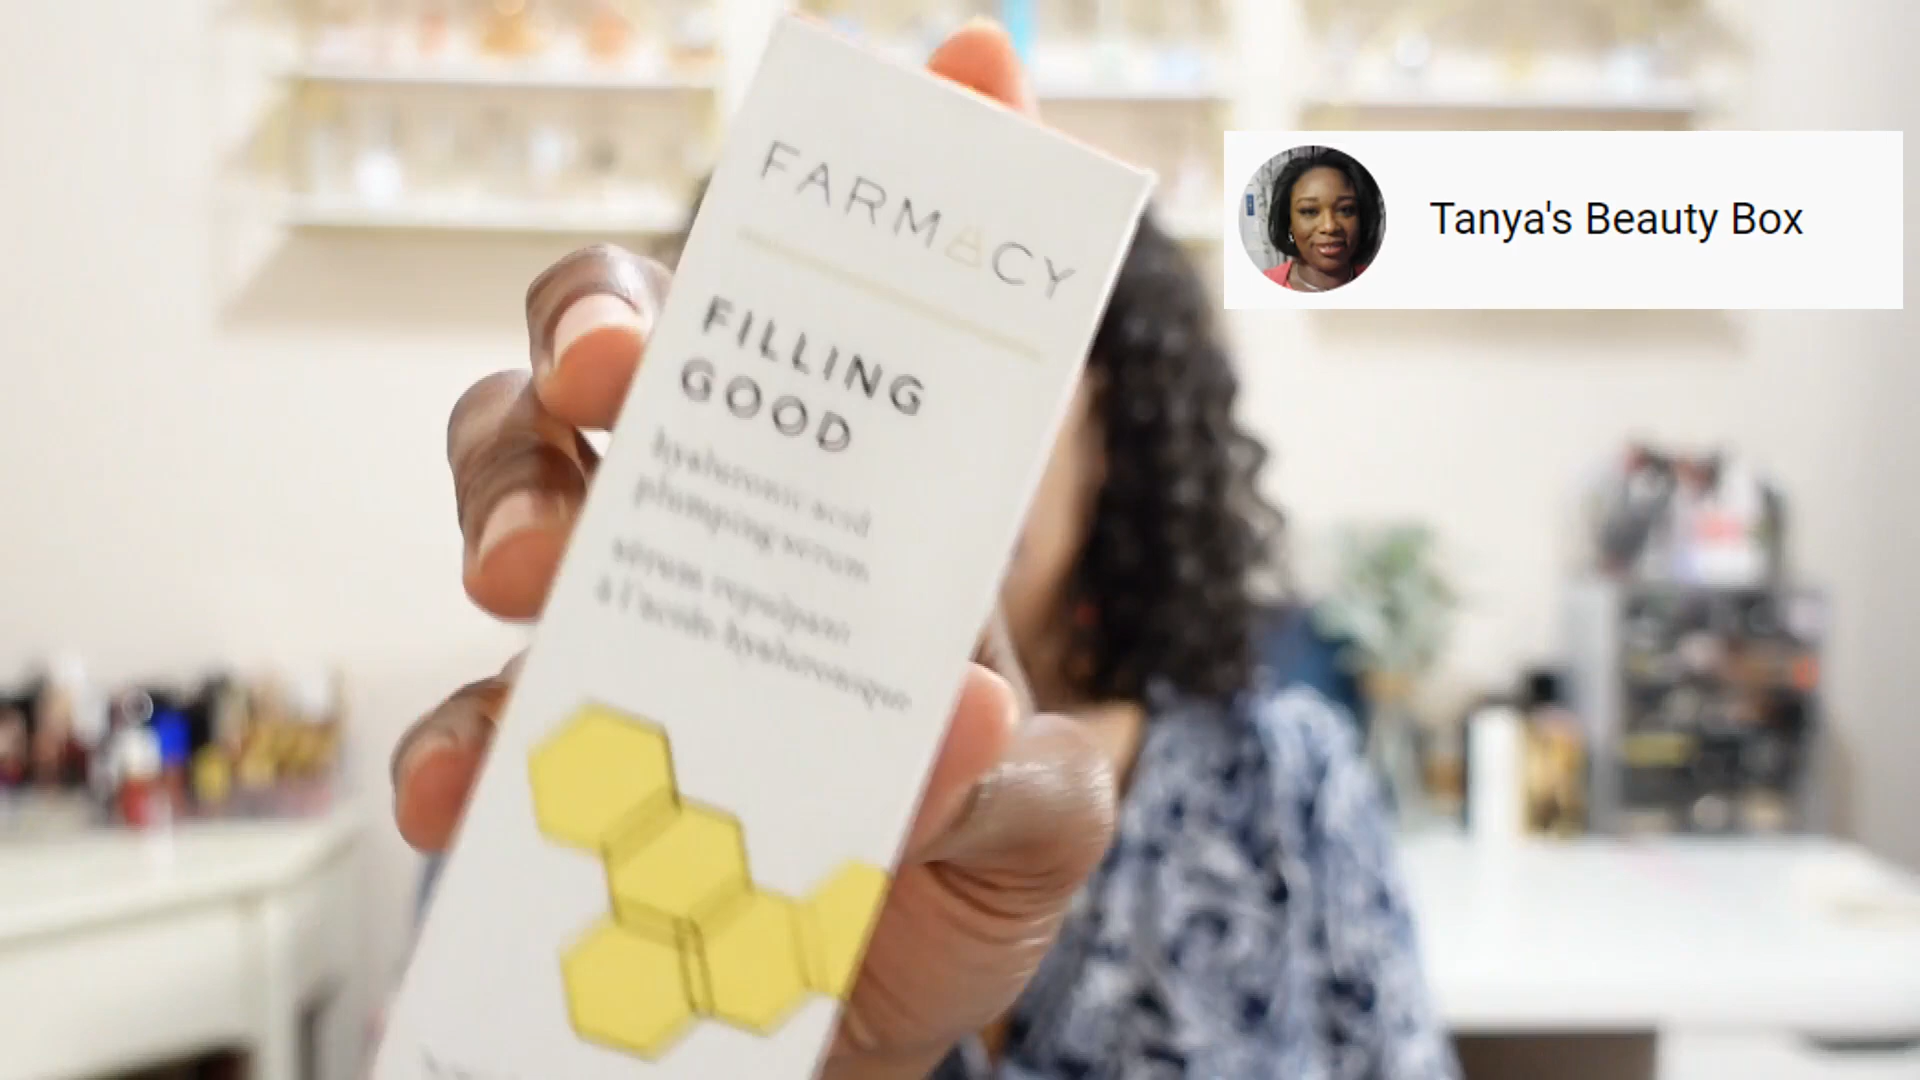 FARMACY
FILLING
GOOD
hyaluronic acid
plumping serum
sérum repulpant
à l'acide hyaluronique
Tanya's Beauty Box